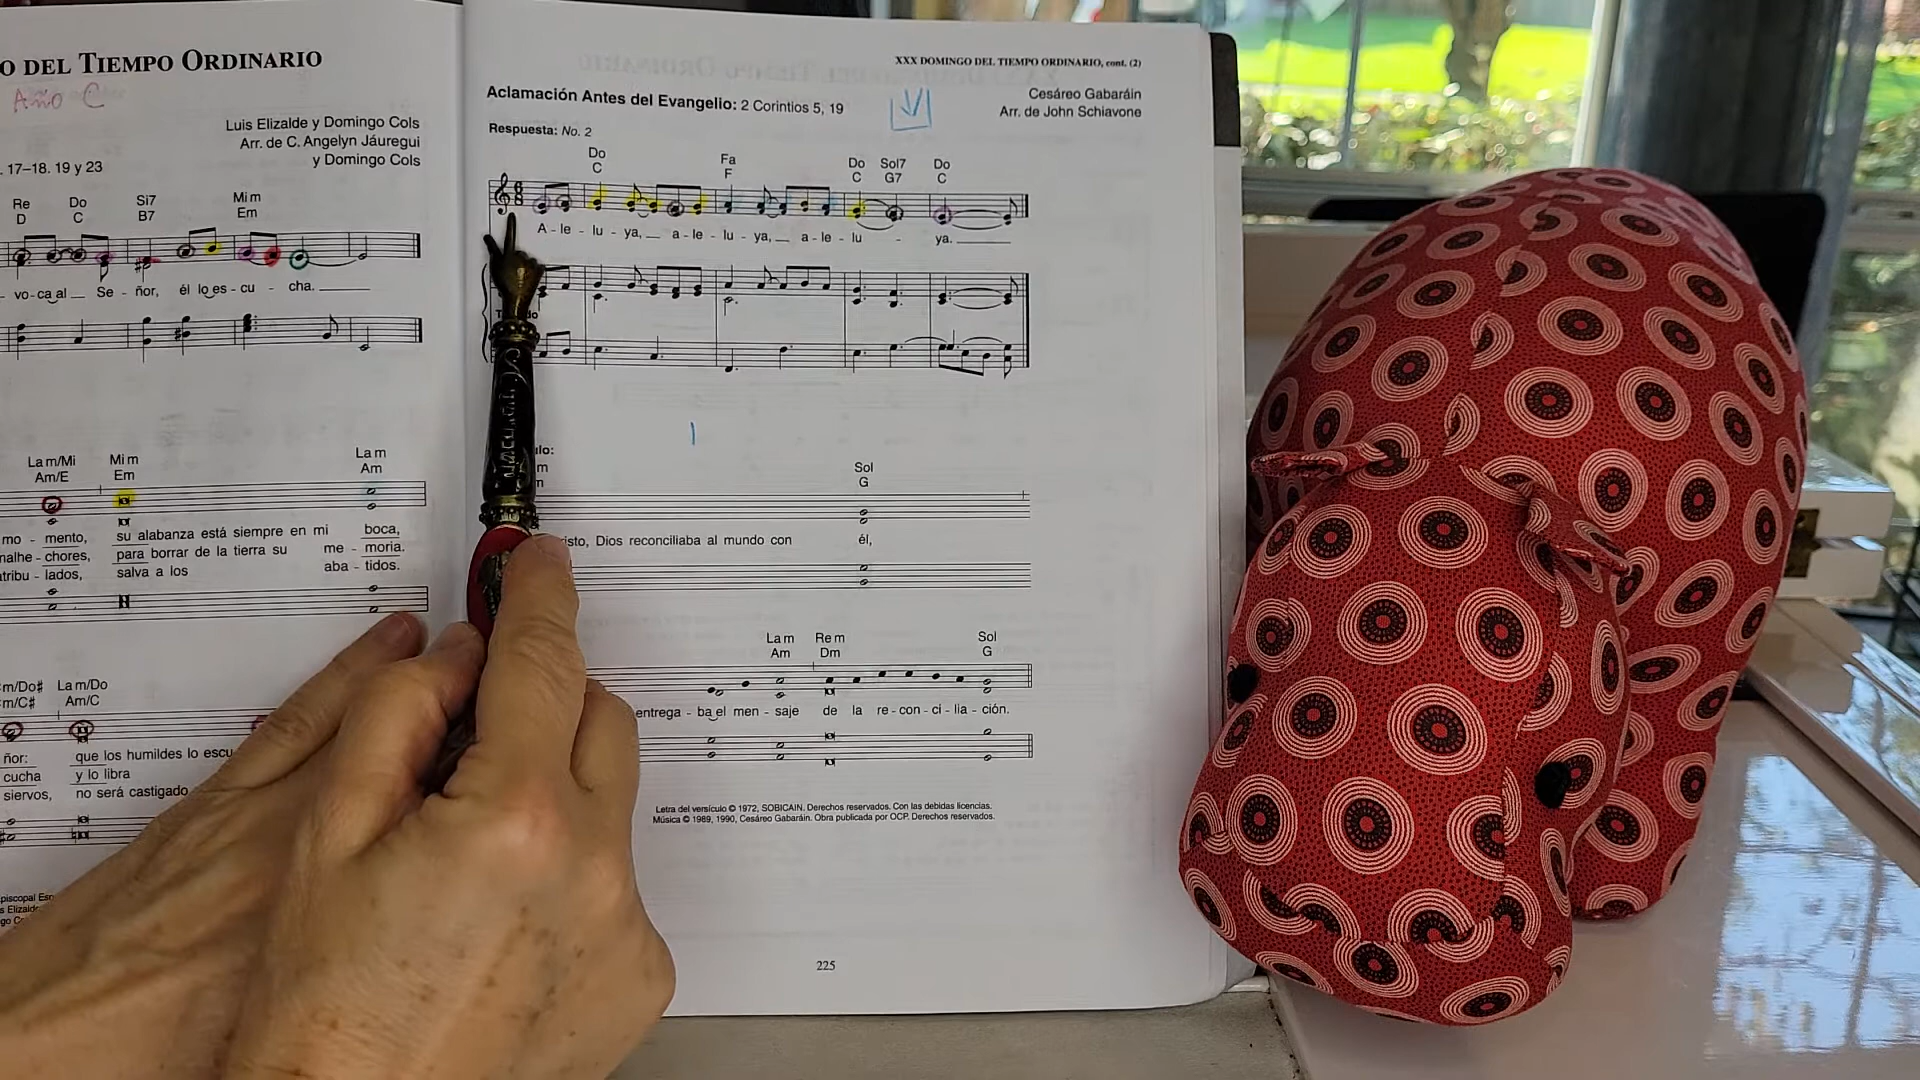 O DEL TIEMPO ORDINARIO
Año C
Luis Elizalde y Domingo Cols
Arr. de C. Angelyn Jáuregui
y Domingo Cols
. 17–18. 19 y 23
Re Do Si7 Mi m
D C B7 Em
- vo-ca al Se - ñor, él lo es - cu - cha.
La m/Mi Mi m La m
Am/E Em Am
mo - mento, su alabanza está siempre en mi boca,
nalhe - chores, para borrar de la tierra su me - moria.
tribu - lados, salva a los aba - tidos.
m/Do# La m/Do
m/C# Am/C
ñor: que los humildes lo escu
cucha y lo libra
siervos, no será castigado
XXX DOMINGO DEL TIEMPO ORDINARIO, cont. (2)
Aclamación Antes del Evangelio: 2 Corintios 5, 19
Cesáreo Gabaráin
Arr. de John Schiavone
Respuesta: No. 2
Do Fa Do Sol7 Do
C F C G7 C
6
8
A - le - lu - ya, a - le - lu - ya, a - le - lu - ya.
ulo:
m Sol
m G
risto, Dios reconciliaba al mundo con él,
La m Re m Sol
Am Dm G
entrega - ba el men - saje de la re - con - ci - lia - ción.
Letra del versículo © 1972, SOBICAIN. Derechos reservados. Con las debidas licencias.
Música © 1989, 1990, Cesáreo Gabaráin. Obra publicada por OCP. Derechos reservados.
225